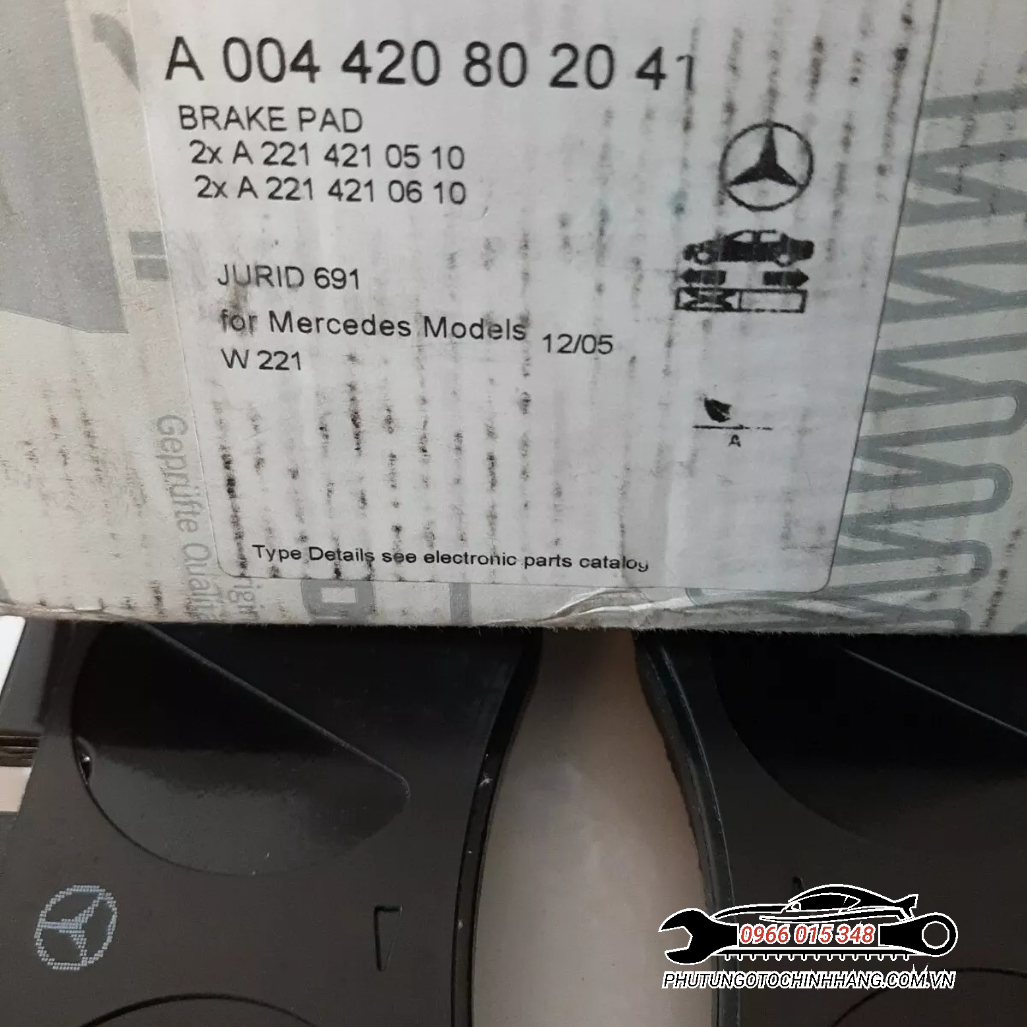 A 004 420 80 20 41
BRAKE PAD
2x A 221 421 05 10
2x A 221 421 06 10
JURID 691
for Mercedes Models 12/05
W 221
A
Type Details see electronic parts catalog
Geprüfte
0966 015 348
PHUTUNGOTOCHINHHANG.COM.VN